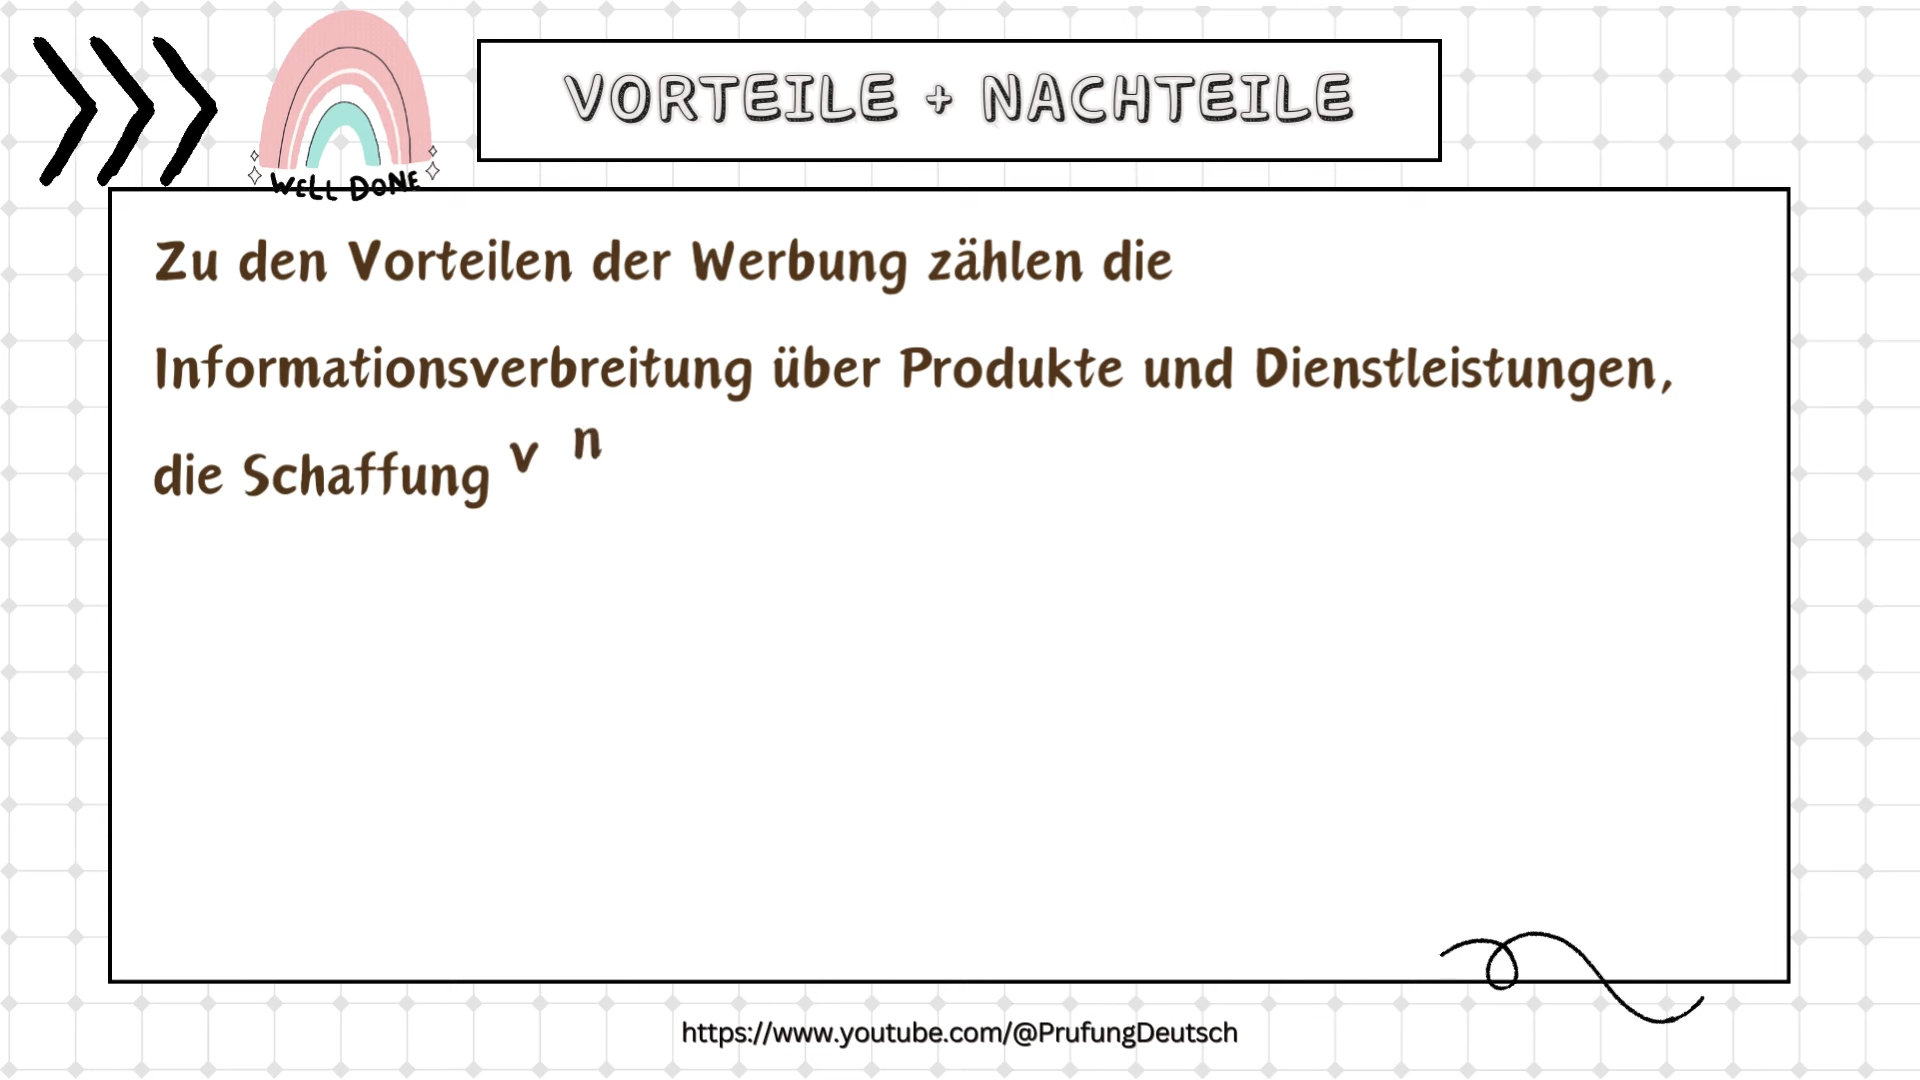 WELL DONE
VORTEILE + NACHTEILE
Zu den Vorteilen der Werbung zählen die
Informationsverbreitung über Produkte und Dienstleistungen,
die Schaffung v n
https://www.youtube.com/@PrufungDeutsch